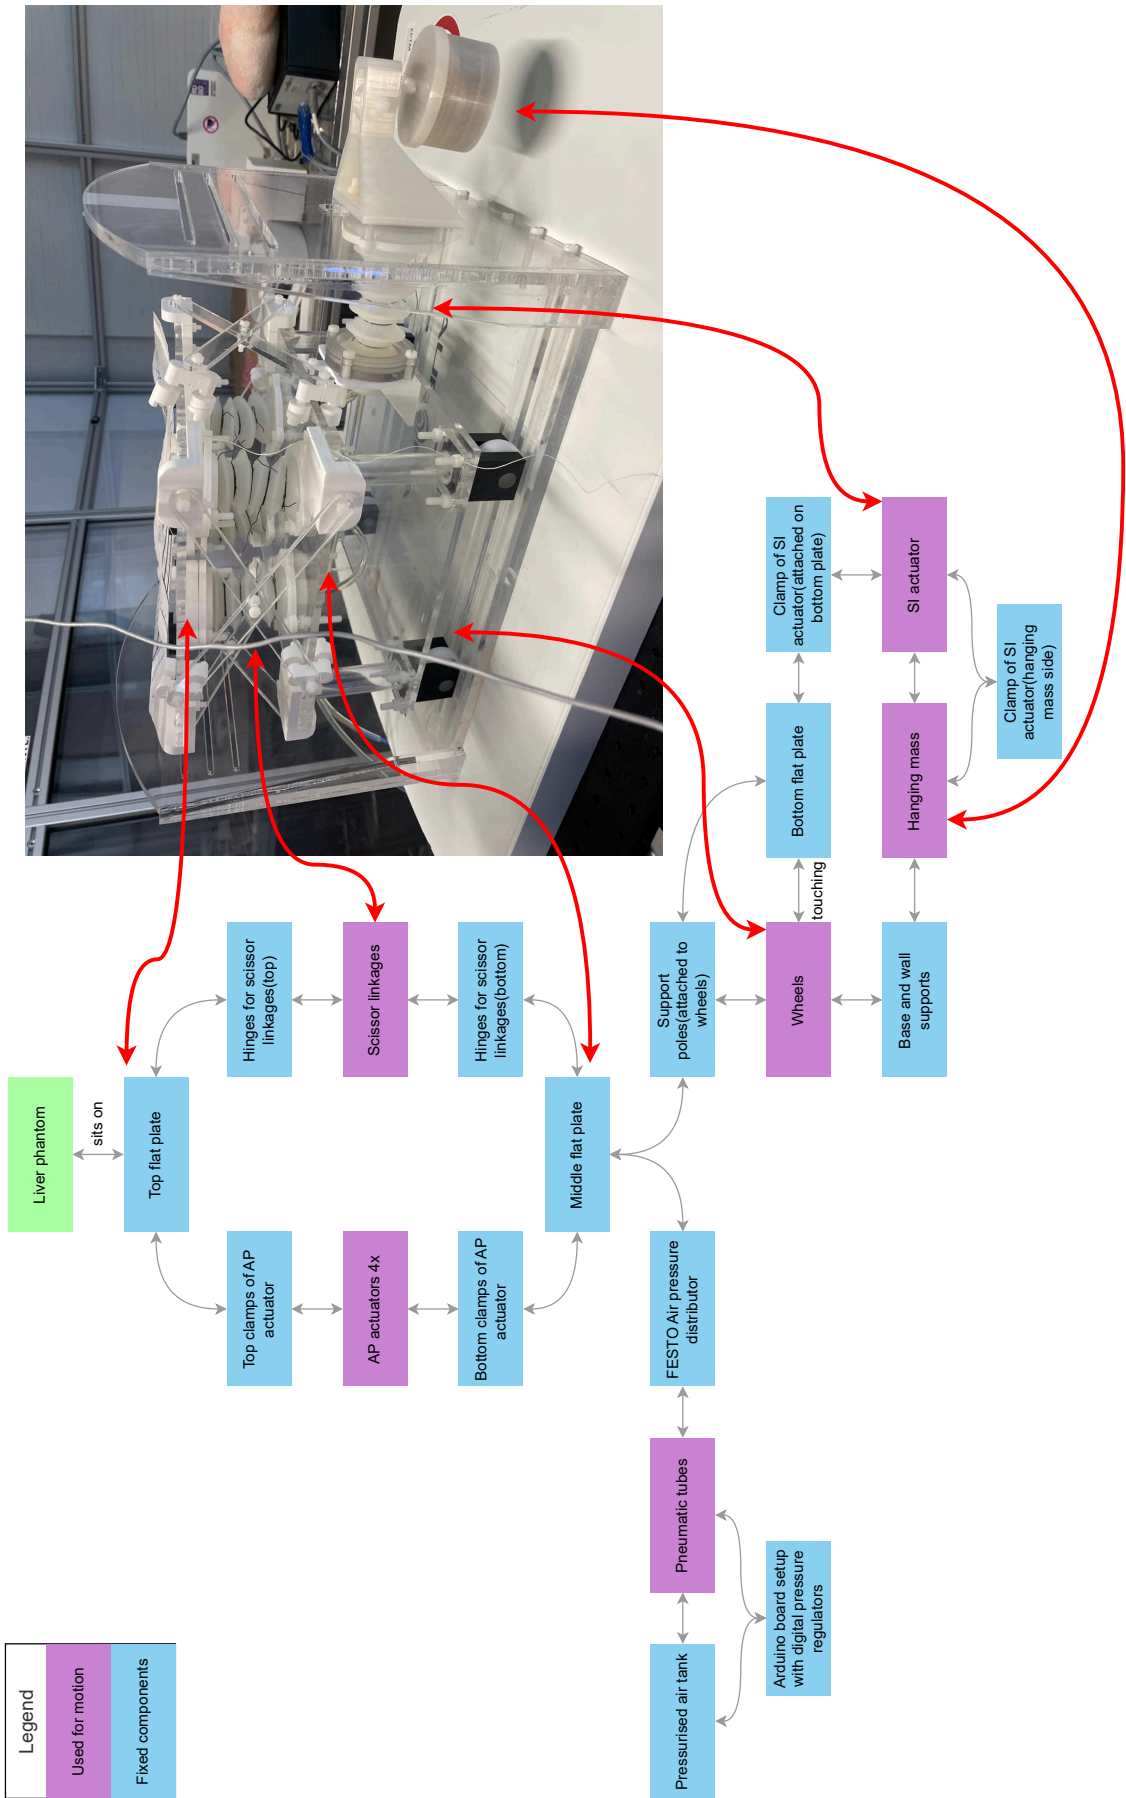 Legend
Used for motion
Fixed components
Liver phantom
sits on
Top flat plate
Top clamps of AP
actuator
Hinges for scissor
linkages(top)
AP actuators 4x
Scissor linkages
Bottom clamps of AP
actuator
Hinges for scissor
linkages(bottom)
Middle flat plate
Pressurised air tank
Pneumatic tubes
FESTO Air pressure
distributor
Support
poles(attached to
wheels)
Arduino board setup
with digital pressure
regulators
Wheels
touching
Bottom flat plate
Clamp of SI
actuator(attached on
bottom plate)
Base and wall
supports
Hanging mass
SI actuator
Clamp of SI
actuator(hanging
mass side)